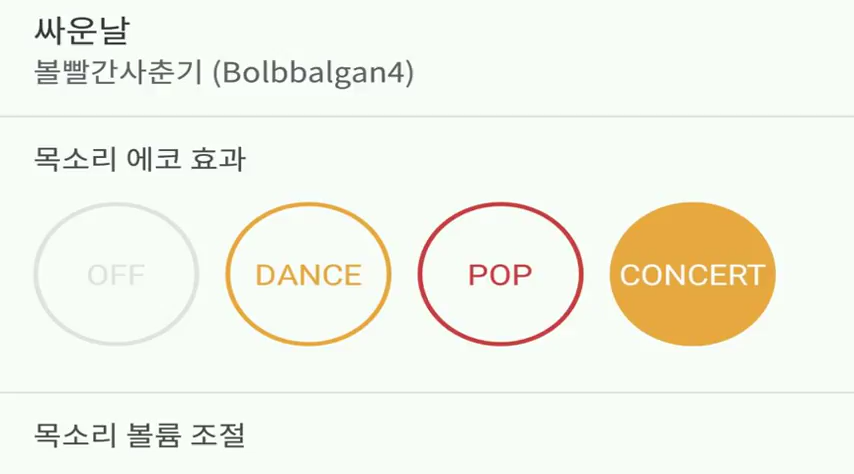 싸운날
볼빨간사춘기 (Bolbbalgan4)
목소리 에코 효과
OFF DANCE POP CONCERT
목소리 볼륨 조절